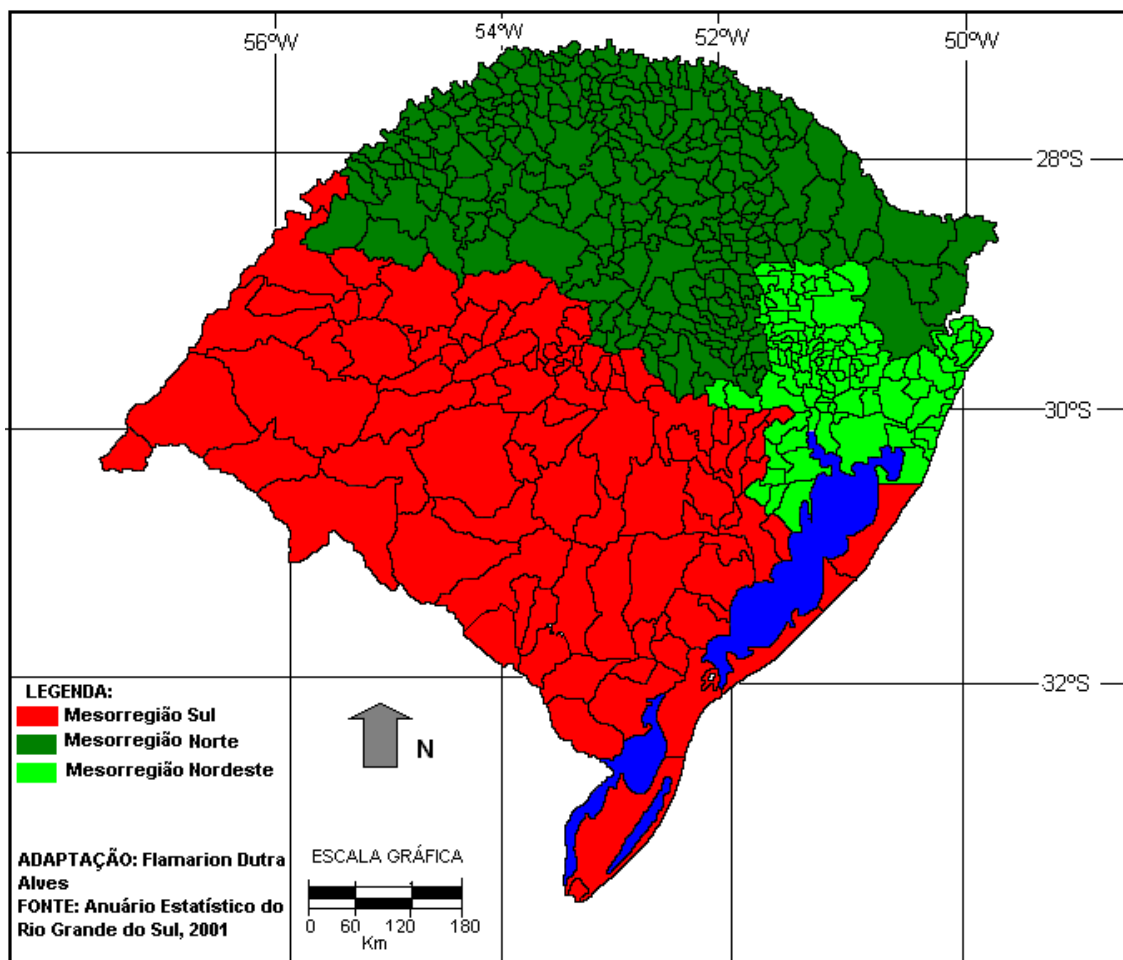 56ºW
54ºW
52ºW
50ºW
28ºS
30ºS
32ºS
LEGENDA:
Mesorregião Sul
Mesorregião Norte
Mesorregião Nordeste
N
ADAPTAÇÃO: Flamarion Dutra
Alves
FONTE: Anuário Estatístico do
Rio Grande do Sul, 2001
ESCALA GRÁFICA
0 60 120 180
Km